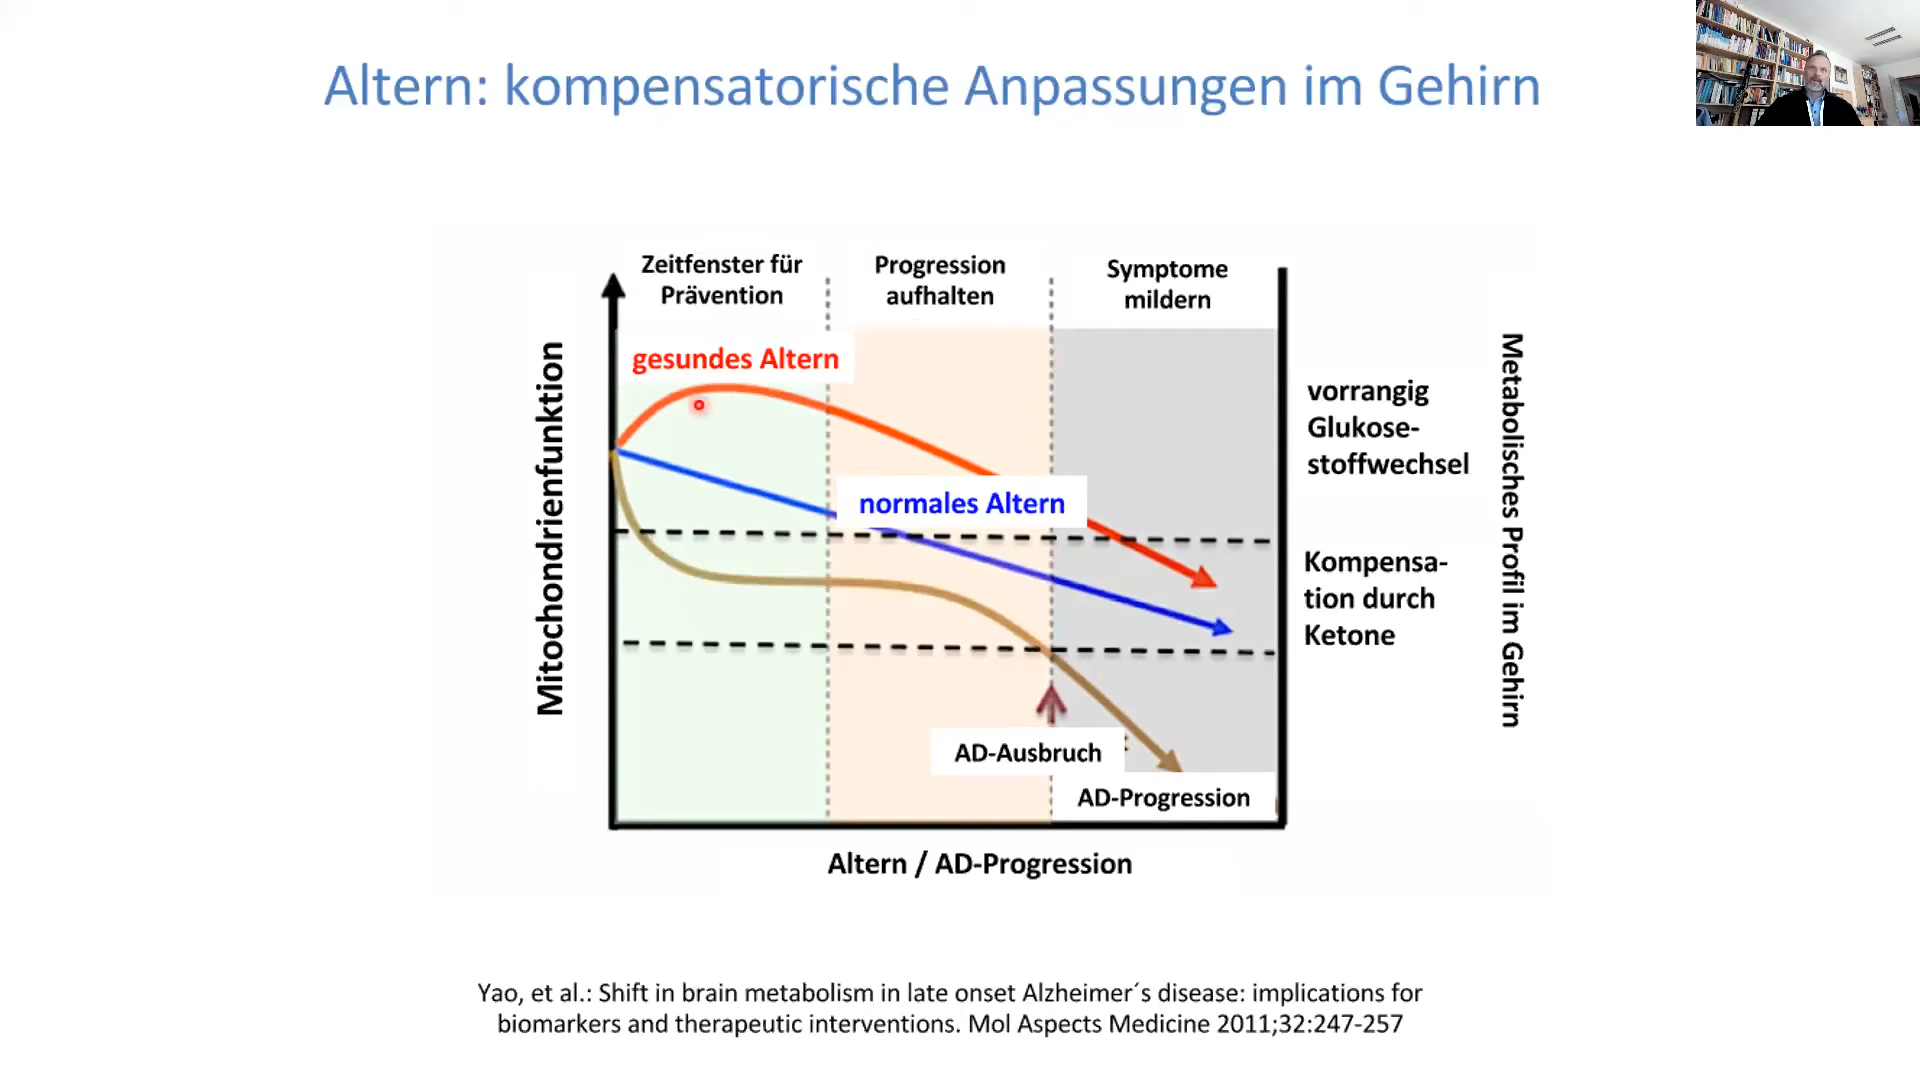 Altern: kompensatorische Anpassungen im Gehirn
Zeitfenster für
Prävention
Progression
aufhalten
Symptome
mildern
gesundes Altern
normales Altern
Mitochondrienfunktion
vorrangig
Glukose-
stoffwechsel
Kompensa-
tion durch
Ketone
Metabolisches Profil im Gehirn
AD-Ausbruch
AD-Progression
Altern / AD-Progression
Yao, et al.: Shift in brain metabolism in late onset Alzheimer´s disease: implications for
biomarkers and therapeutic interventions. Mol Aspects Medicine 2011;32:247-257